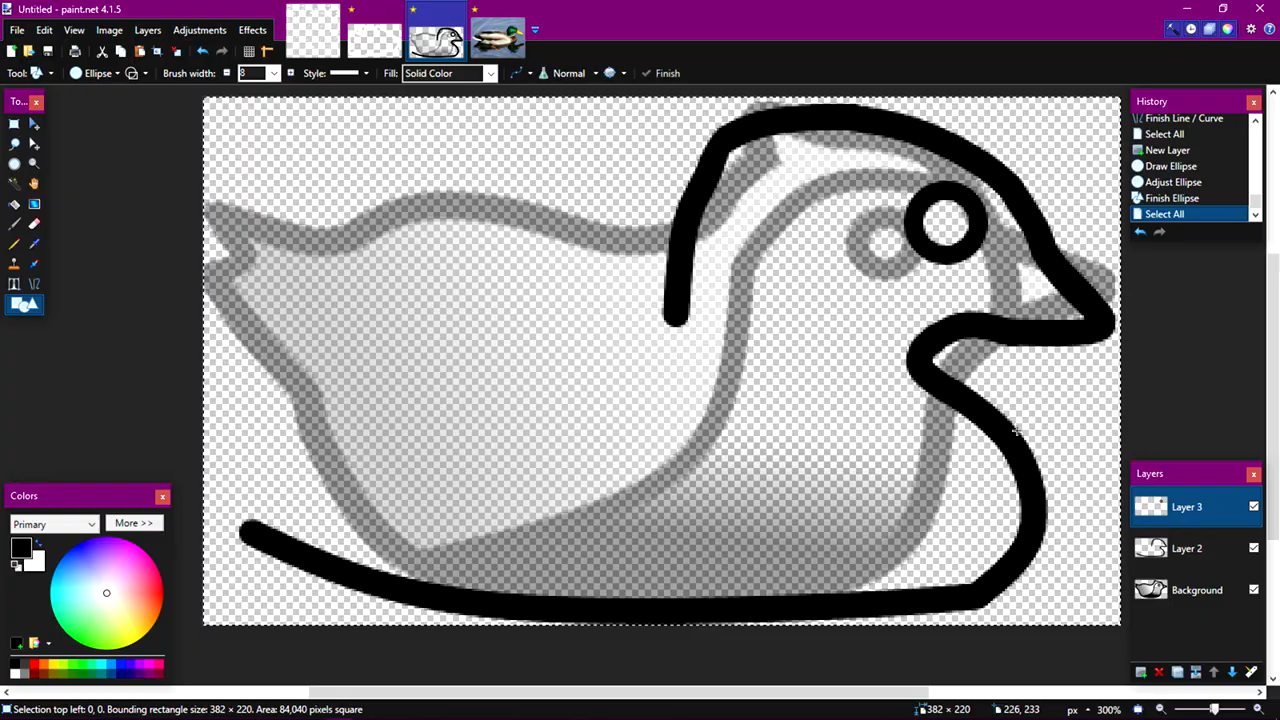 Untitled - paint.net 4.1.5
File Edit View Image Layers Adjustments Effects
Tool: Ellipse Brush width: 8 Style: Fill: Solid Color Normal Finish
To...
History
Finish Line / Curve
Select All
New Layer
Draw Ellipse
Adjust Ellipse
Finish Ellipse
Select All
Colors
Primary More >>
Layers
Layer 3
Layer 2
Background
Selection top left: 0, 0. Bounding rectangle size: 382 × 220. Area: 84,040 pixels square 382 × 220 226, 233 px 300%